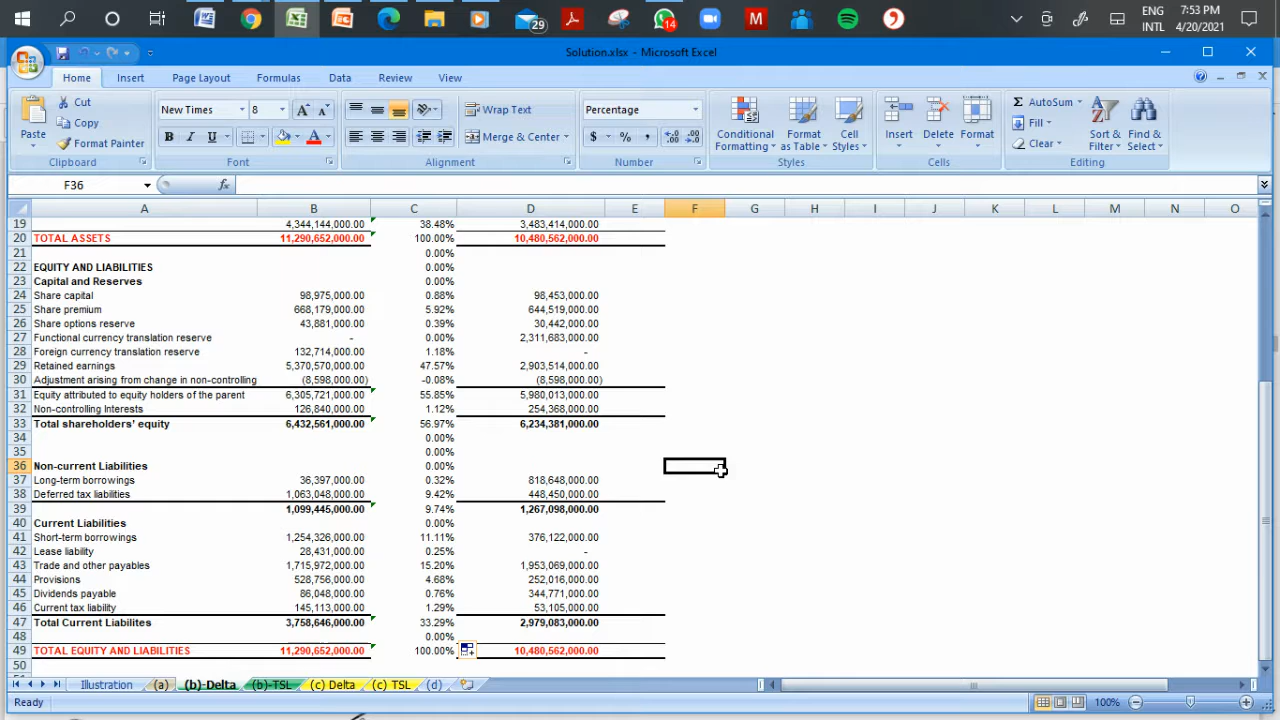 29
14
ENG
INTL
7:53 PM
4/20/2021
Solution.xlsx - Microsoft Excel
Home Insert Page Layout Formulas Data Review View
Paste
Cut
Copy
Format Painter
Clipboard
New Times 8
B I U
Font
Wrap Text
Merge & Center
Alignment
Percentage
$ % ,
Number
Conditional Formatting
Format as Table
Cell Styles
Styles
Insert Delete Format
Cells
AutoSum
Fill
Clear
Sort & Filter
Find & Select
Editing
F36 fx
A B C D E F G H I J K L M N O
19 4,344,144,000.00 38.48% 3,483,414,000.00
20 TOTAL ASSETS 11,290,652,000.00 100.00% 10,480,562,000.00
21 0.00%
22 EQUITY AND LIABILITIES 0.00%
23 Capital and Reserves 0.00%
24 Share capital 98,975,000.00 0.88% 98,453,000.00
25 Share premium 668,179,000.00 5.92% 644,519,000.00
26 Share options reserve 43,881,000.00 0.39% 30,442,000.00
27 Functional currency translation reserve - 0.00% 2,311,683,000.00
28 Foreign currency translation reserve 132,714,000.00 1.18% -
29 Retained earnings 5,370,570,000.00 47.57% 2,903,514,000.00
30 Adjustment arising from change in non-controlling (8,598,000.00) -0.08% (8,598,000.00)
31 Equity attributed to equity holders of the parent 6,305,721,000.00 55.85% 5,980,013,000.00
32 Non-controlling Interests 126,840,000.00 1.12% 254,368,000.00
33 Total shareholders' equity 6,432,561,000.00 56.97% 6,234,381,000.00
34 0.00%
35 0.00%
36 Non-current Liabilities 0.00%
37 Long-term borrowings 36,397,000.00 0.32% 818,648,000.00
38 Deferred tax liabilities 1,063,048,000.00 9.42% 448,450,000.00
39 1,099,445,000.00 9.74% 1,267,098,000.00
40 Current Liabilities 0.00%
41 Short-term borrowings 1,254,326,000.00 11.11% 376,122,000.00
42 Lease liability 28,431,000.00 0.25% -
43 Trade and other payables 1,715,972,000.00 15.20% 1,953,069,000.00
44 Provisions 528,756,000.00 4.68% 252,016,000.00
45 Dividends payable 86,048,000.00 0.76% 344,771,000.00
46 Current tax liability 145,113,000.00 1.29% 53,105,000.00
47 Total Current Liabilites 3,758,646,000.00 33.29% 2,979,083,000.00
48 0.00%
49 TOTAL EQUITY AND LIABILITIES 11,290,652,000.00 100.00% 10,480,562,000.00
50
Illustration (a) (b)-Delta (b)-TSL (c) Delta (c) TSL (d)
Ready 100%